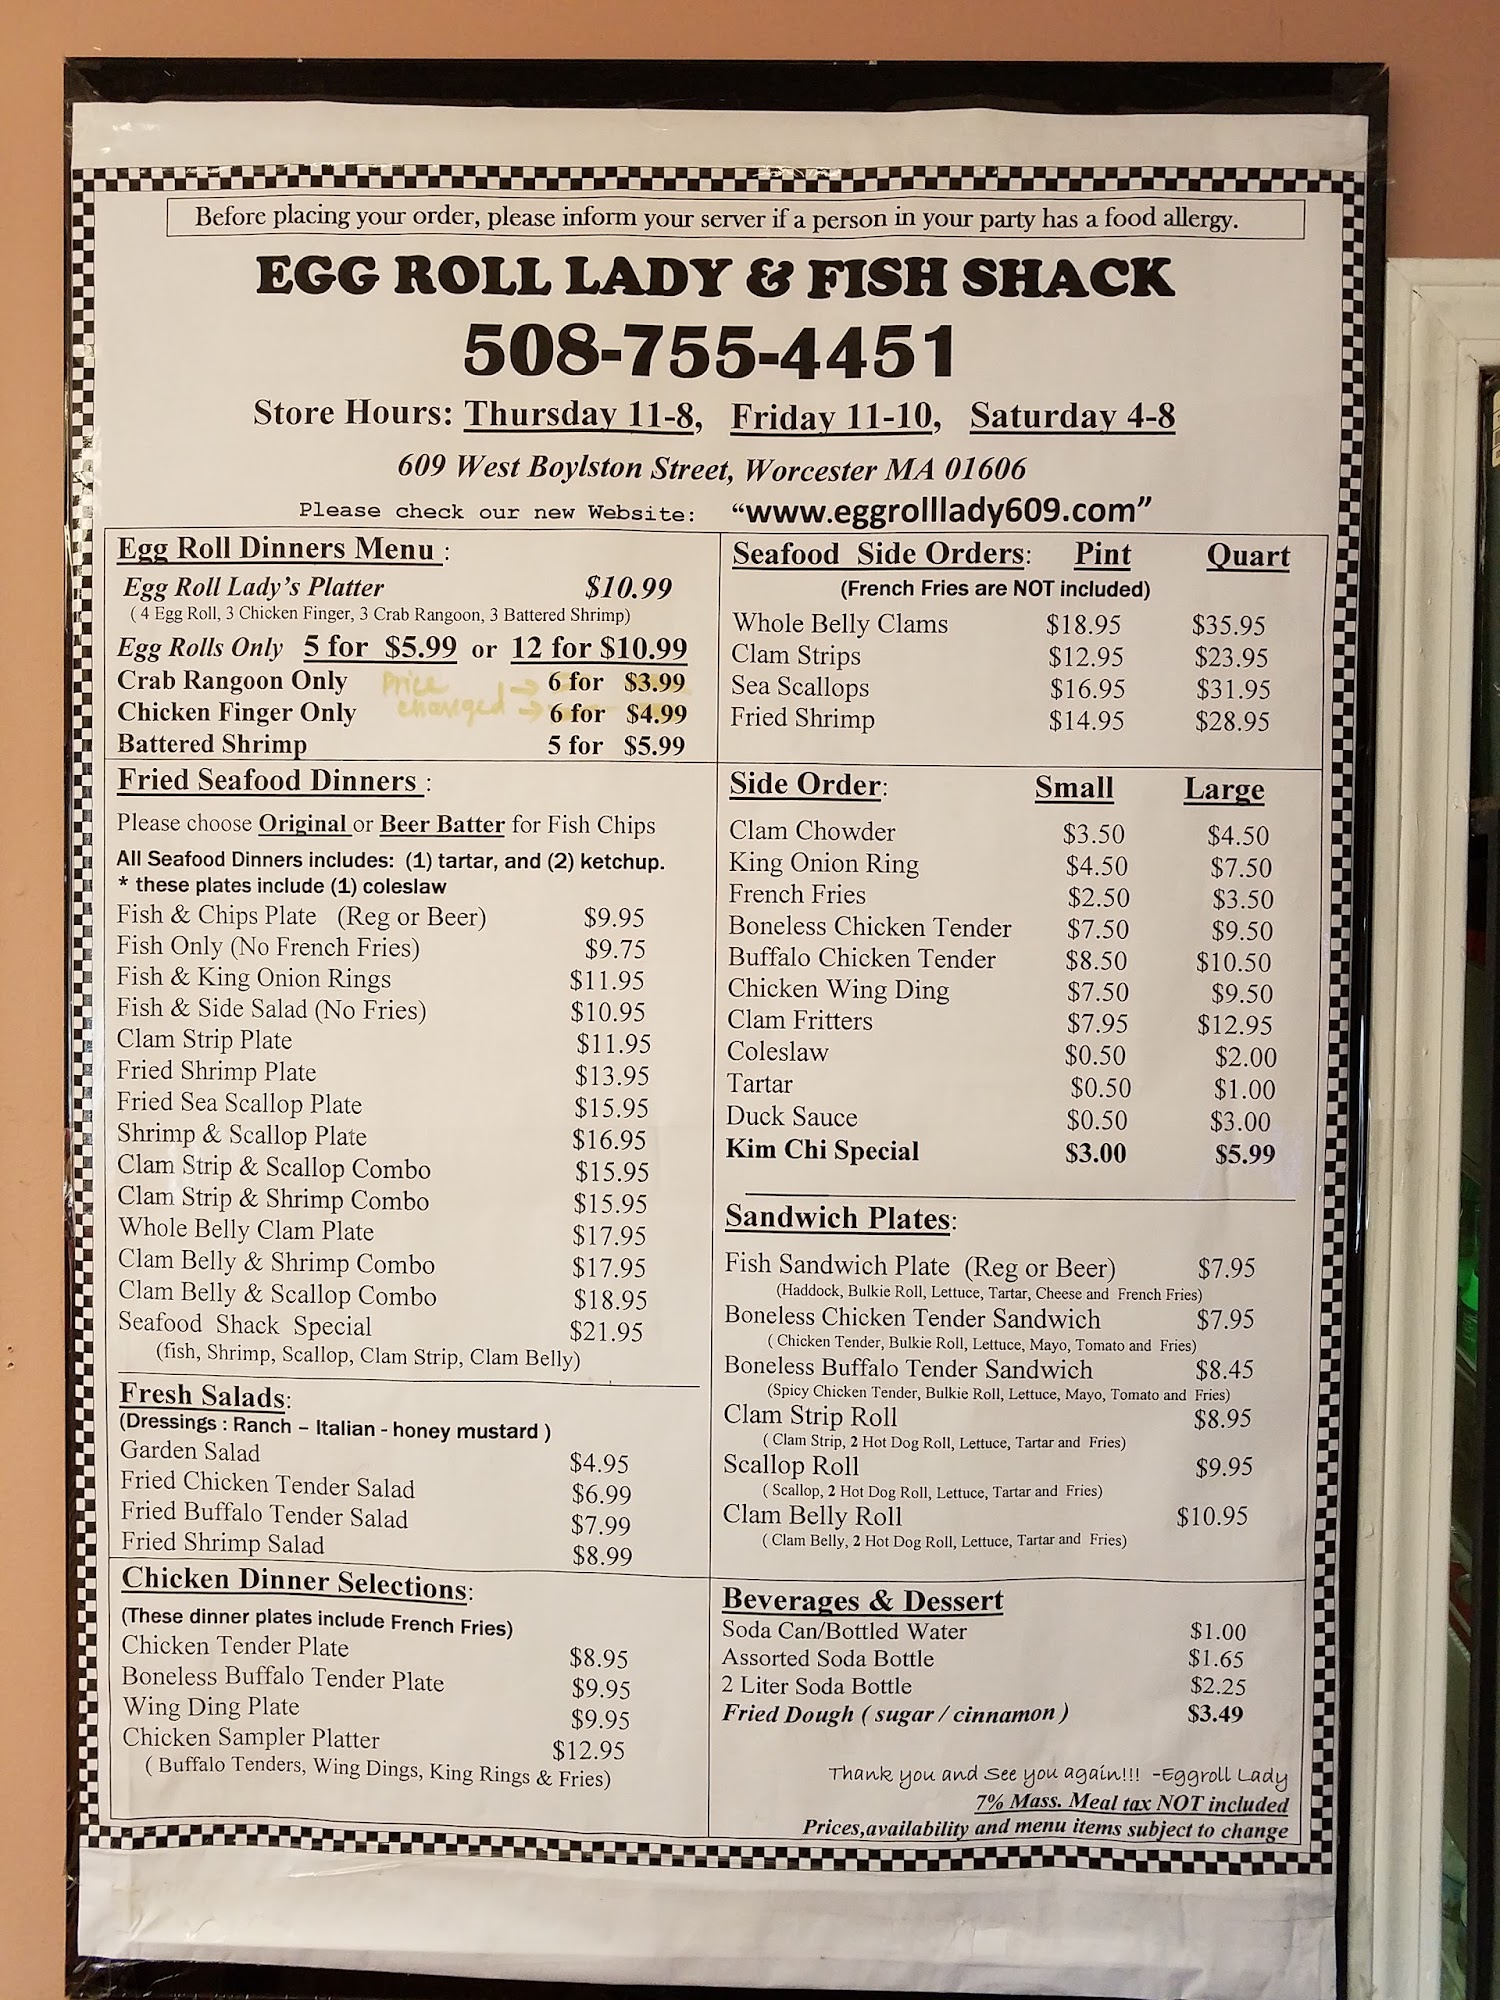 Before placing your order, please inform your server if a person in your party has a food allergy.
EGG ROLL LADY & FISH SHACK
508-755-4451
Store Hours: Thursday 11-8, Friday 11-10, Saturday 4-8
609 West Boylston Street, Worcester MA 01606
Please check our new Website: “www.eggrolllady609.com”
Egg Roll Dinners Menu :
Egg Roll Lady's Platter $10.99
( 4 Egg Roll, 3 Chicken Finger, 3 Crab Rangoon, 3 Battered Shrimp)
Egg Rolls Only 5 for $5.99 or 12 for $10.99
Crab Rangoon Only Price → 6 for $3.99
Chicken Finger Only changed → 6 for $4.99
Battered Shrimp 5 for $5.99
Fried Seafood Dinners :
Please choose Original or Beer Batter for Fish Chips
All Seafood Dinners includes: (1) tartar, and (2) ketchup.
* these plates include (1) coleslaw
Fish & Chips Plate (Reg or Beer) $9.95
Fish Only (No French Fries) $9.75
Fish & King Onion Rings $11.95
Fish & Side Salad (No Fries) $10.95
Clam Strip Plate $11.95
Fried Shrimp Plate $13.95
Fried Sea Scallop Plate $15.95
Shrimp & Scallop Plate $16.95
Clam Strip & Scallop Combo $15.95
Clam Strip & Shrimp Combo $15.95
Whole Belly Clam Plate $17.95
Clam Belly & Shrimp Combo $17.95
Clam Belly & Scallop Combo $18.95
Seafood Shack Special $21.95
(fish, Shrimp, Scallop, Clam Strip, Clam Belly)
Fresh Salads:
(Dressings : Ranch – Italian - honey mustard )
Garden Salad $4.95
Fried Chicken Tender Salad $6.99
Fried Buffalo Tender Salad $7.99
Fried Shrimp Salad $8.99
Chicken Dinner Selections:
(These dinner plates include French Fries)
Chicken Tender Plate $8.95
Boneless Buffalo Tender Plate $9.95
Wing Ding Plate $9.95
Chicken Sampler Platter $12.95
( Buffalo Tenders, Wing Dings, King Rings & Fries)
Seafood Side Orders: Pint Quart
(French Fries are NOT included)
Whole Belly Clams $18.95 $35.95
Clam Strips $12.95 $23.95
Sea Scallops $16.95 $31.95
Fried Shrimp $14.95 $28.95
Side Order: Small Large
Clam Chowder $3.50 $4.50
King Onion Ring $4.50 $7.50
French Fries $2.50 $3.50
Boneless Chicken Tender $7.50 $9.50
Buffalo Chicken Tender $8.50 $10.50
Chicken Wing Ding $7.50 $9.50
Clam Fritters $7.95 $12.95
Coleslaw $0.50 $2.00
Tartar $0.50 $1.00
Duck Sauce $0.50 $3.00
Kim Chi Special $3.00 $5.99
Sandwich Plates:
Fish Sandwich Plate (Reg or Beer) $7.95
(Haddock, Bulkie Roll, Lettuce, Tartar, Cheese and French Fries)
Boneless Chicken Tender Sandwich $7.95
( Chicken Tender, Bulkie Roll, Lettuce, Mayo, Tomato and Fries)
Boneless Buffalo Tender Sandwich $8.45
(Spicy Chicken Tender, Bulkie Roll, Lettuce, Mayo, Tomato and Fries)
Clam Strip Roll $8.95
( Clam Strip, 2 Hot Dog Roll, Lettuce, Tartar and Fries)
Scallop Roll $9.95
( Scallop, 2 Hot Dog Roll, Lettuce, Tartar and Fries)
Clam Belly Roll $10.95
( Clam Belly, 2 Hot Dog Roll, Lettuce, Tartar and Fries)
Beverages & Dessert
Soda Can/Bottled Water $1.00
Assorted Soda Bottle $1.65
2 Liter Soda Bottle $2.25
Fried Dough ( sugar / cinnamon ) $3.49
Thank you and See you again!!! -Eggroll Lady
7% Mass. Meal tax NOT included
Prices,availability and menu items subject to change